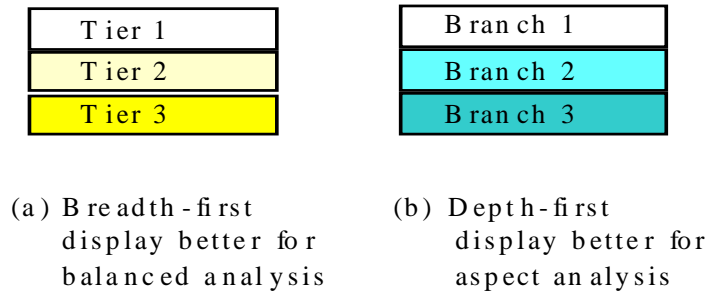 Tier 1
Tier 2
Tier 3
Branch 1
Branch 2
Branch 3
(a) Breadth-first
display better for
balanced analysis
(b) Depth-first
display better for
aspect analysis